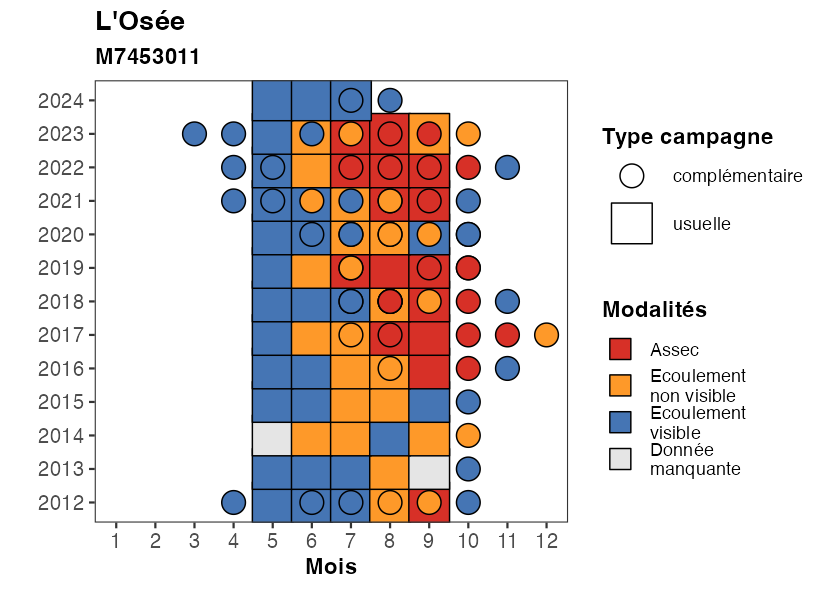 L'Osée
M7453011
2024
2023
2022
2021
2020
2019
2018
2017
2016
2015
2014
2013
2012
1 2 3 4 5 6 7 8 9 10 11 12
Mois
Type campagne
complémentaire
usuelle
Modalités
Assec
Ecoulement
non visible
Ecoulement
visible
Donnée
manquante